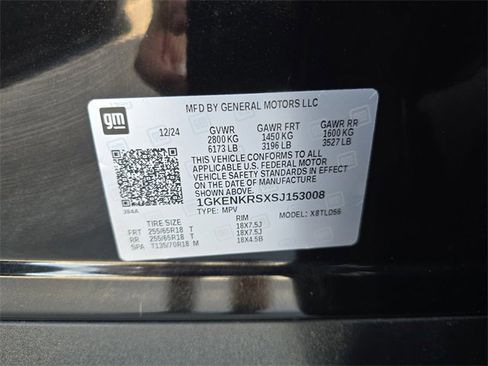 MFD BY GENERAL MOTORS LLC
gm
12/24 GVWR GAWR FRT GAWR RR
2800 KG 1450 KG 1600 KG
6173 LB 3196 LB 3527 LB
THIS VEHICLE CONFORMS TO ALL
APPLICABLE U.S. FEDERAL MOTOR
VEHICLE SAFETY STANDARDS IN EFFECT
ON THE DATE OF MANUFACTURE SHOWN ABOVE.
1GKENKRSXSJ153008
TYPE: MPV MODEL: X8TLD56
394A
TIRE SIZE RIM
FRT 255/65R18 T 18X7.5J
RR 255/65R18 T 18X7.5J
SPA T135/70R18 M 18X4.5B